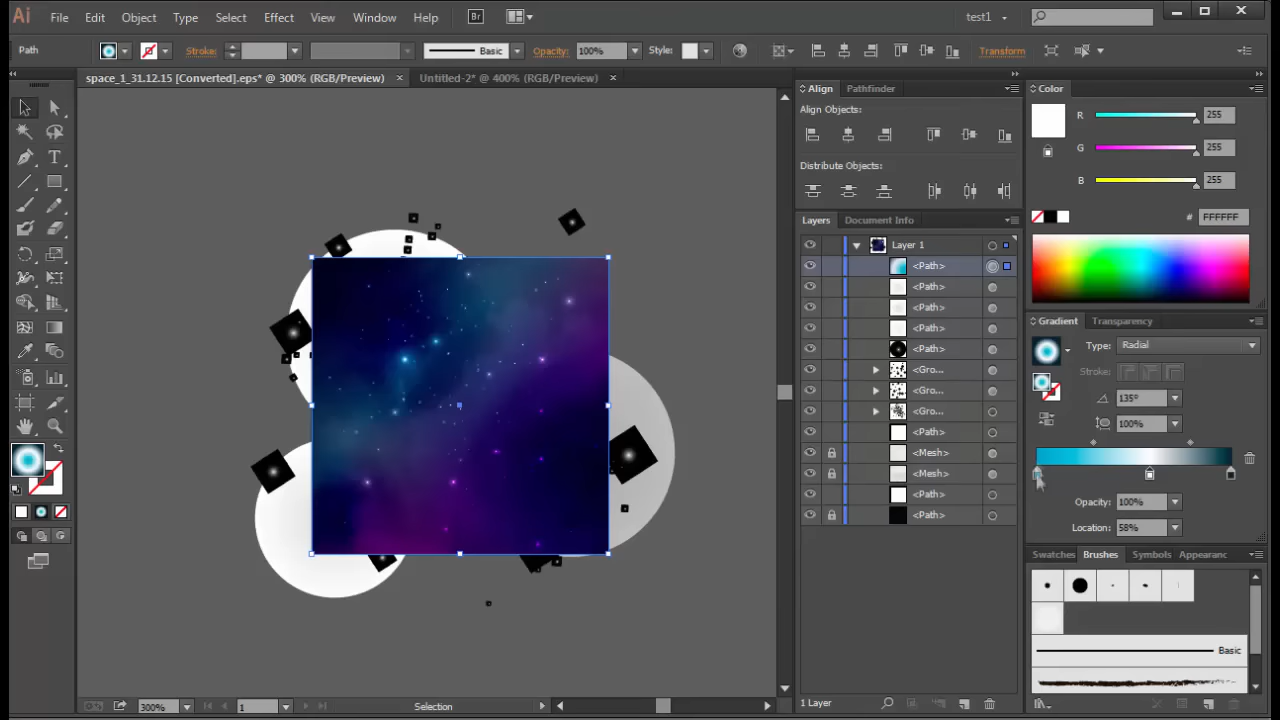 Ai File Edit Object Type Select Effect View Window Help Br test1
Path Stroke: Basic Opacity: 100% Style: Transform
space_1_31.12.15 [Converted].eps* @ 300% (RGB/Preview) × Untitled-2* @ 400% (RGB/Preview) ×
Align Pathfinder
Align Objects:
Distribute Objects:
Layers Document Info
Layer 1
<Path>
<Path>
<Path>
<Path>
<Path>
<Gro...
<Gro...
<Gro...
<Path>
<Mesh>
<Mesh>
<Path>
<Path>
1 Layer
Color
R 255
G 255
B 255
# FFFFFF
Gradient Transparency
Type: Radial
Stroke:
135°
100%
Opacity: 100%
Location: 58%
Swatches Brushes Symbols Appearanc
Basic
300% 1 Selection